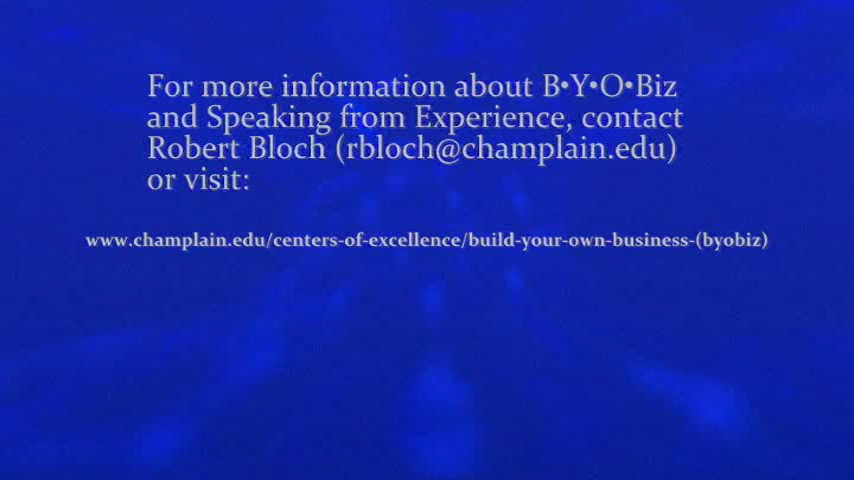 For more information about B•Y•O•Biz
and Speaking from Experience, contact
Robert Bloch (rbloch@champlain.edu)
or visit:
www.champlain.edu/centers-of-excellence/build-your-own-business-(byobiz)